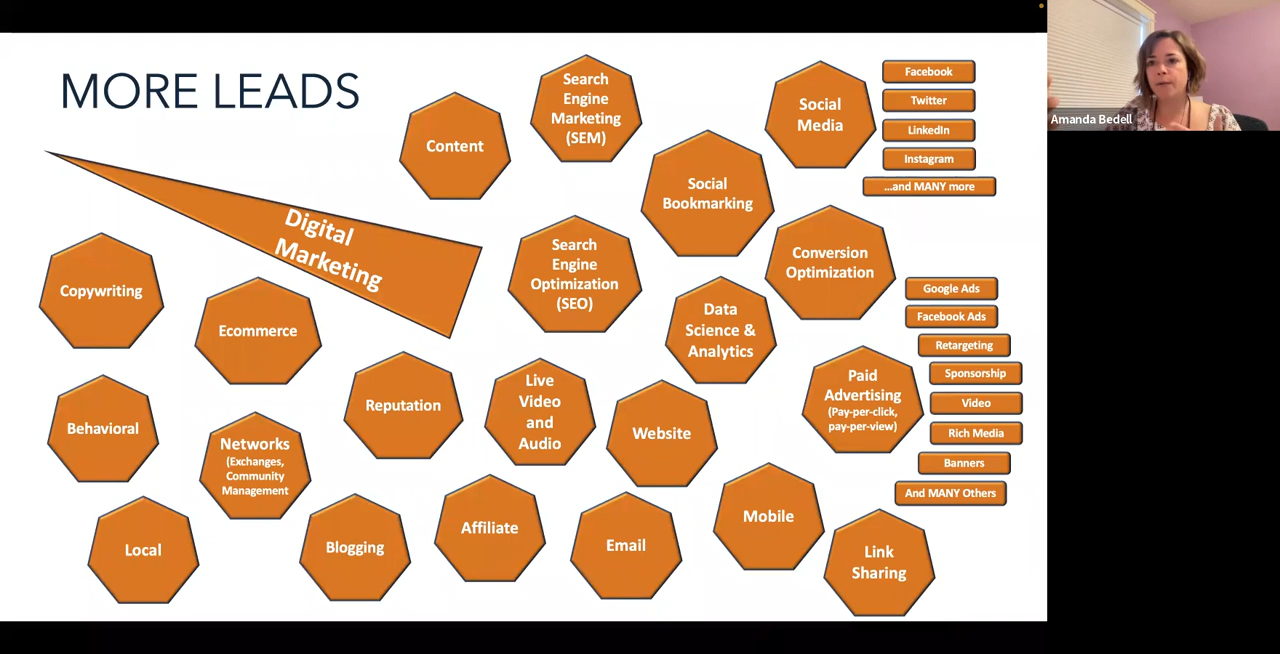 MORE LEADS
Content
Search
Engine
Marketing
(SEM)
Social
Media
Facebook
Twitter
LinkedIn
Instagram
...and MANY more
Amanda Bedell
Social
Bookmarking
Digital
Marketing
Search
Engine
Optimization
(SEO)
Conversion
Optimization
Copywriting
Ecommerce
Data
Science &
Analytics
Google Ads
Facebook Ads
Retargeting
Sponsorship
Video
Rich Media
Banners
And MANY Others
Paid
Advertising
(Pay-per-click,
pay-per-view)
Reputation
Live
Video
and
Audio
Website
Behavioral
Networks
(Exchanges,
Community
Management
Local
Blogging
Affiliate
Email
Mobile
Link
Sharing